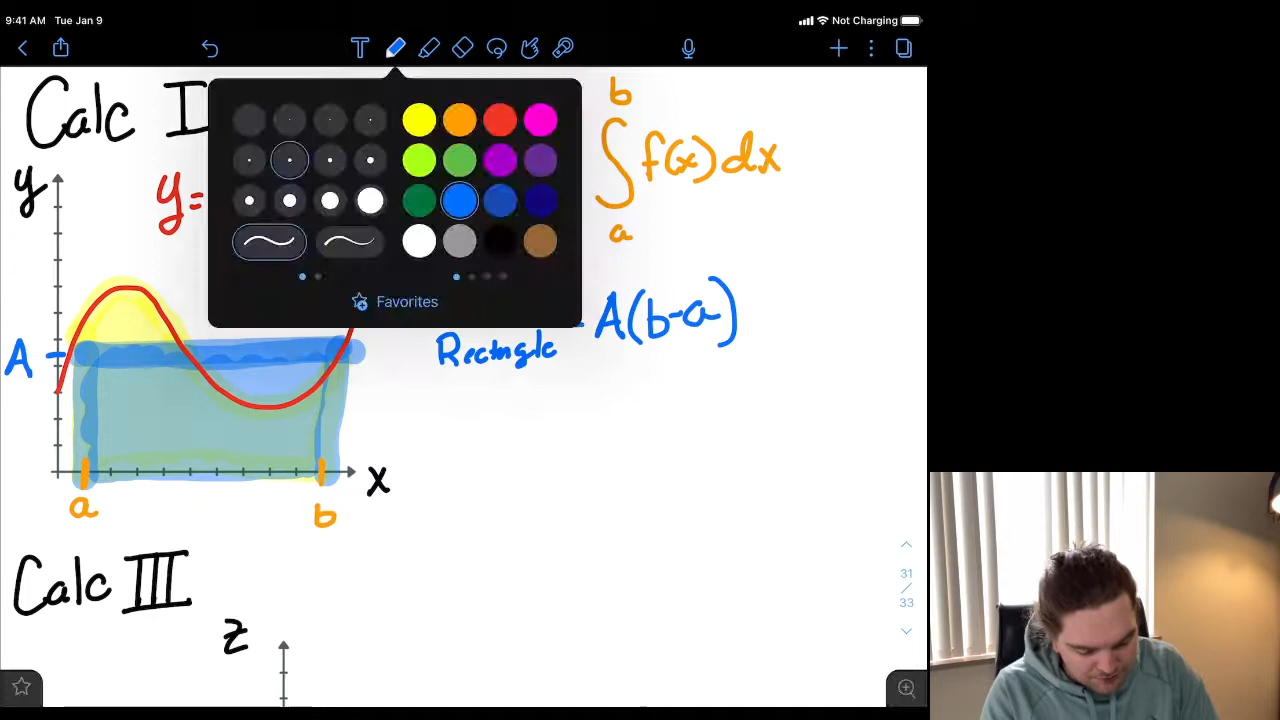 9:41 AM Tue Jan 9
Not Charging
T
Calc I
b
∫ f(x) dx
a
y
y=
Favorites
A(b-a)
Rectangle
A
x
a
b
Calc III
31
/
33
z